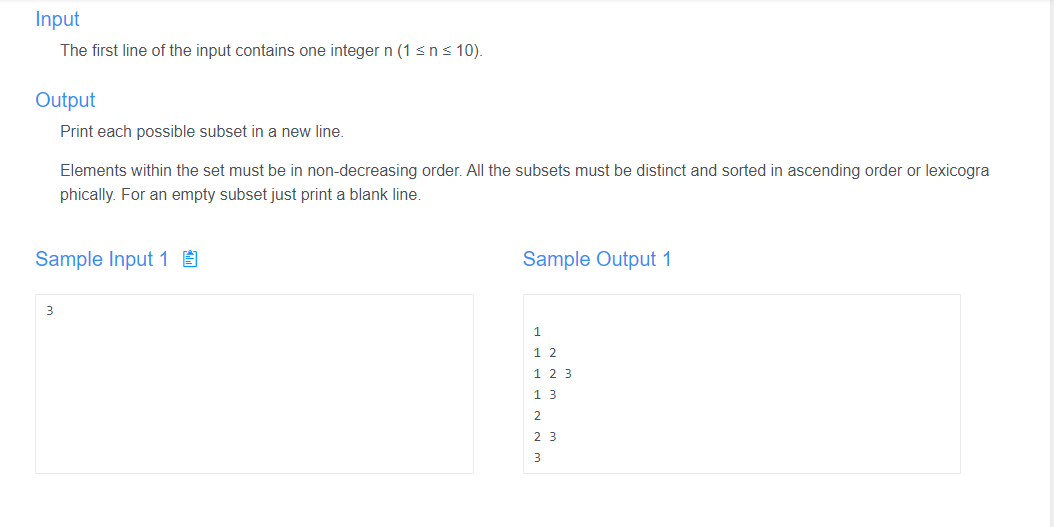 Input
The first line of the input contains one integer n (1 ≤ n ≤ 10).
Output
Print each possible subset in a new line.
Elements within the set must be in non-decreasing order. All the subsets must be distinct and sorted in ascending order or lexicogra
phically. For an empty subset just print a blank line.
Sample Input 1
3
Sample Output 1
1
1 2
1 2 3
1 3
2
2 3
3